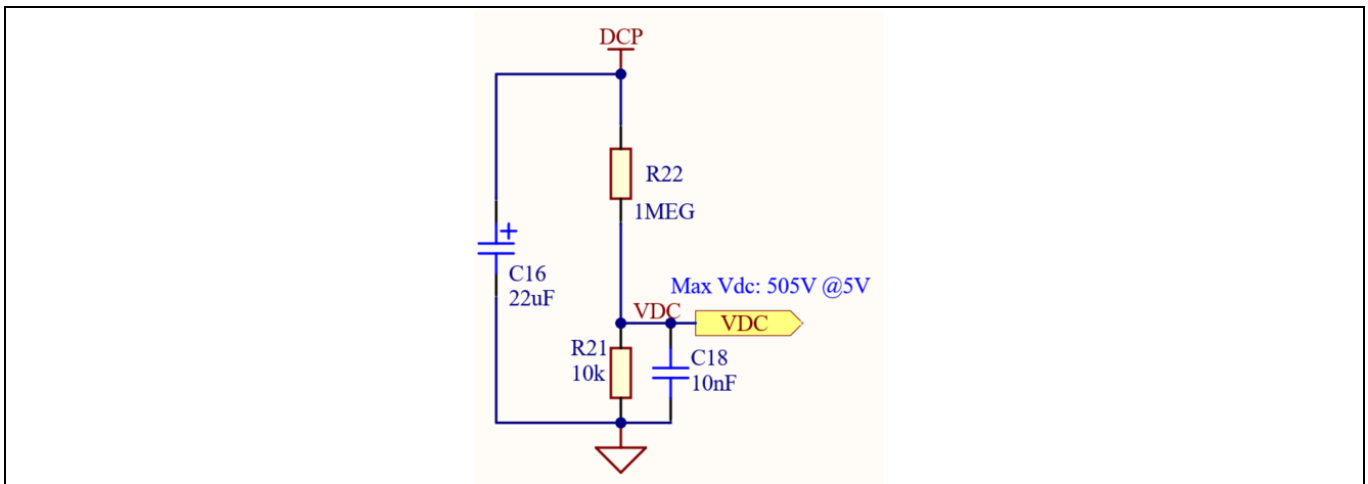 DCP
R22
1MEG
C16
22uF
Max Vdc: 505V @5V
VDC
VDC
R21
10k
C18
10nF